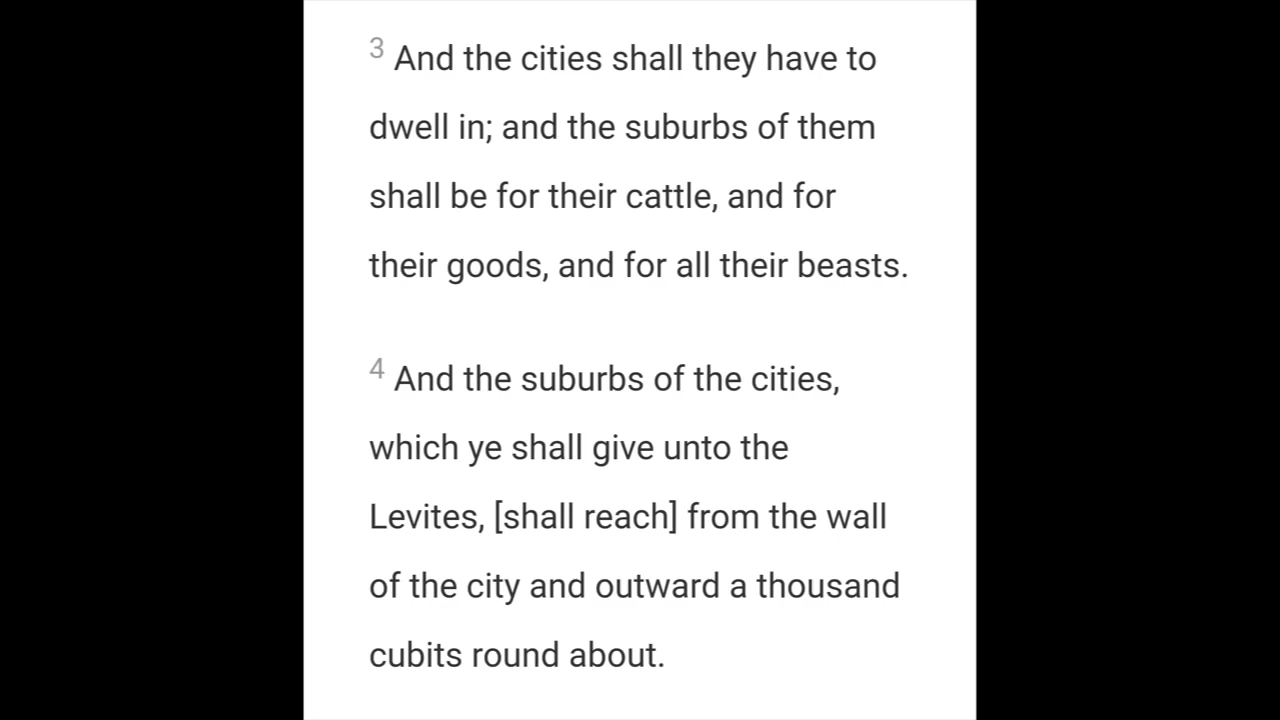 3 And the cities shall they have to
dwell in; and the suburbs of them
shall be for their cattle, and for
their goods, and for all their beasts.
4 And the suburbs of the cities,
which ye shall give unto the
Levites, [shall reach] from the wall
of the city and outward a thousand
cubits round about.